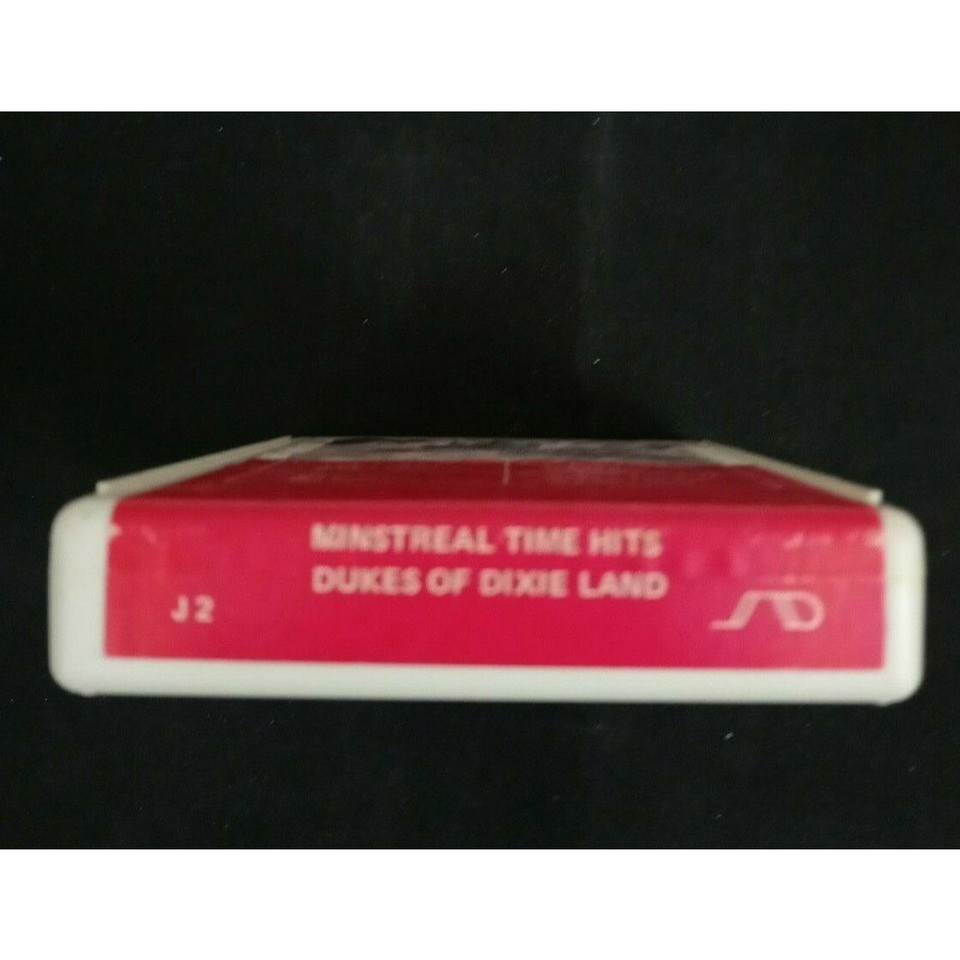 MINSTREAL TIME HITS
DUKES OF DIXIE LAND
J 2